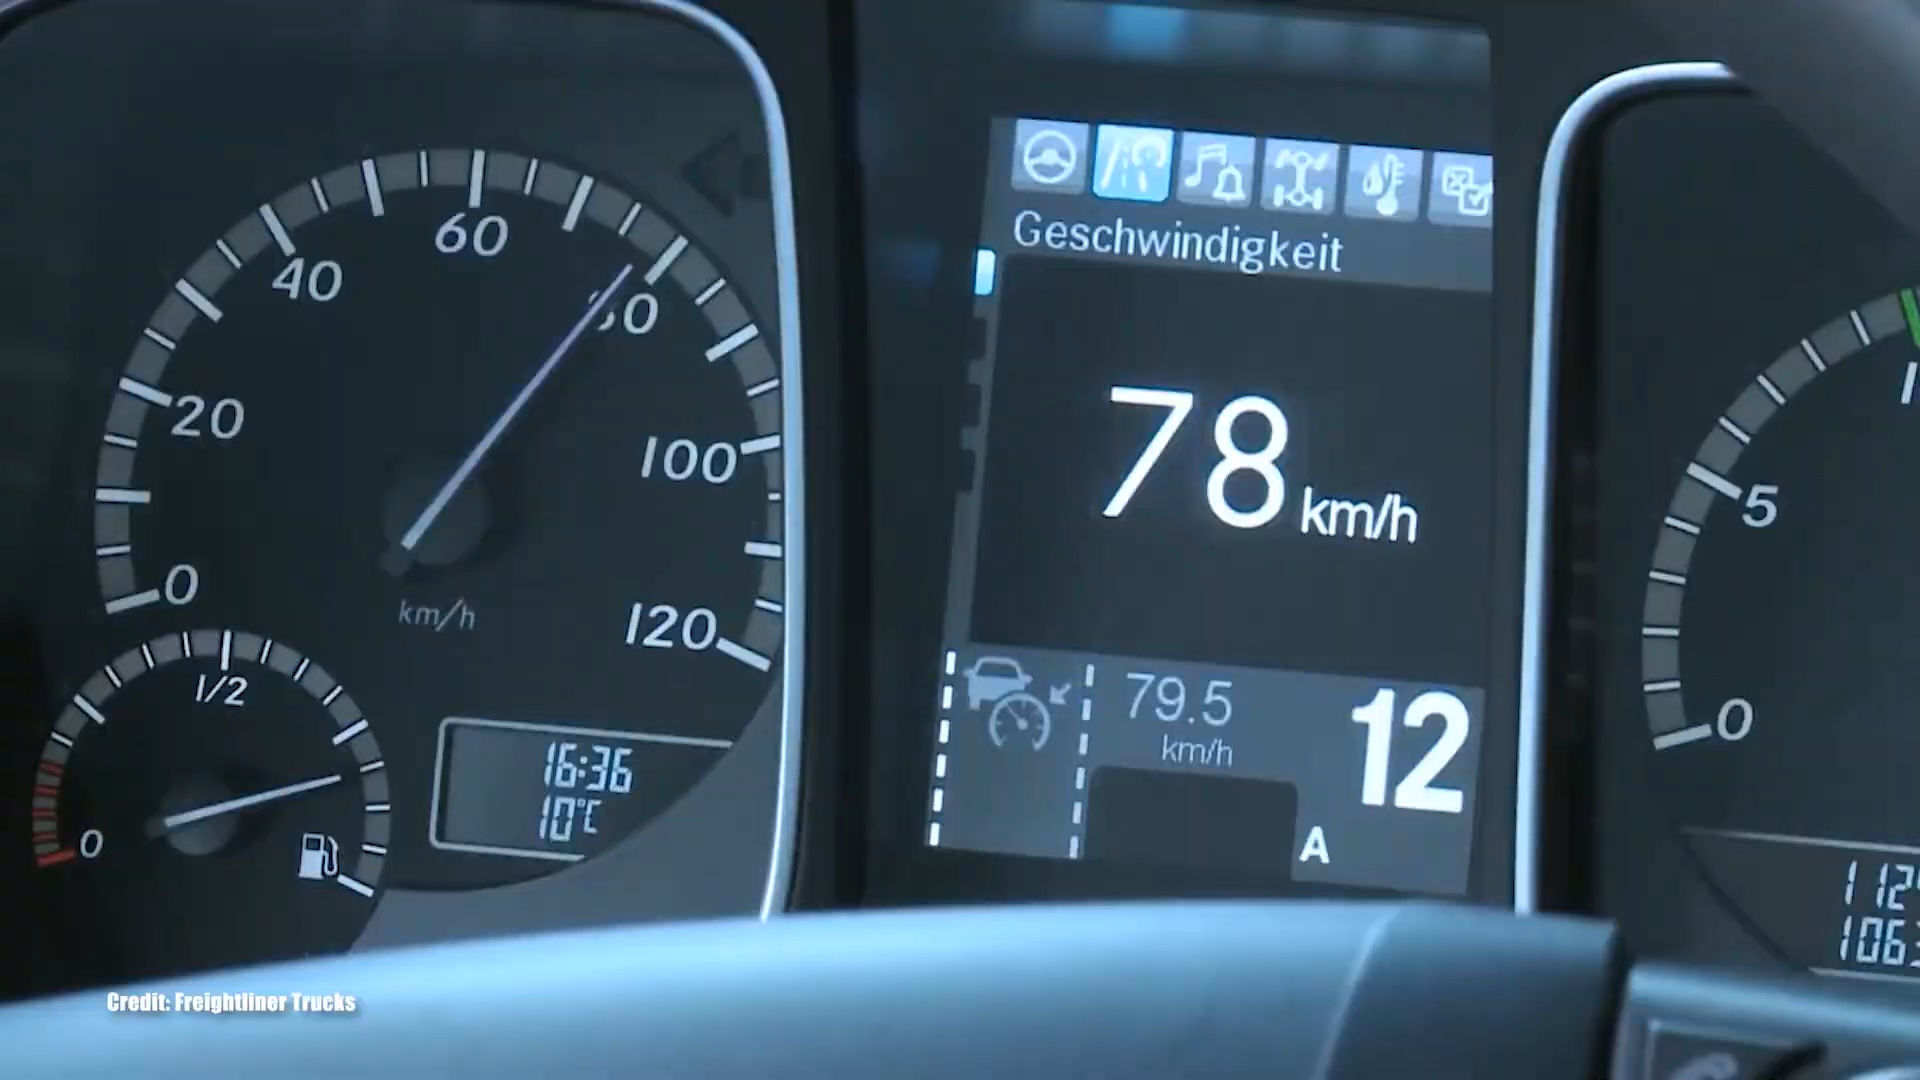 60
40
80
20
100
0
120
km/h
1/2
0
16:36
10°C
Geschwindigkeit
78 km/h
79.5
km/h
12
A
5
0
Credit: Freightliner Trucks